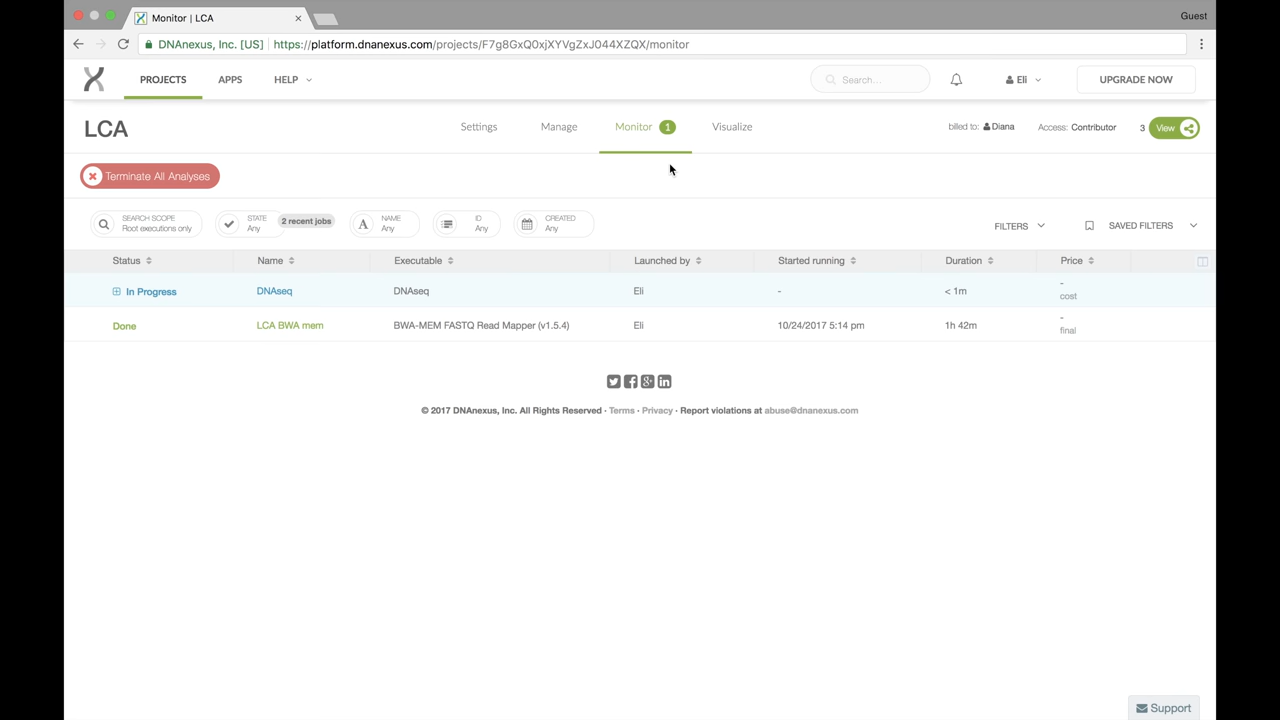 Monitor | LCA
Guest
DNAnexus, Inc. [US]
https://platform.dnanexus.com/projects/F7g8GxQ0xjXYVgZxJ044XZQX/monitor
PROJECTS
APPS
HELP
Search...
Eli
UPGRADE NOW
LCA
Settings
Manage
Monitor 1
Visualize
billed to: Diana
Access: Contributor
3 View
Terminate All Analyses
SEARCH SCOPE
Root executions only
STATE
Any
2 recent jobs
NAME
Any
ID
Any
CREATED
Any
FILTERS
SAVED FILTERS
Status Name Executable Launched by Started running Duration Price
In Progress DNAseq DNAseq Eli - < 1m -
cost
Done LCA BWA mem BWA-MEM FASTQ Read Mapper (v1.5.4) Eli 10/24/2017 5:14 pm 1h 42m -
final
© 2017 DNAnexus, Inc. All Rights Reserved · Terms · Privacy · Report violations at abuse@dnanexus.com
Support